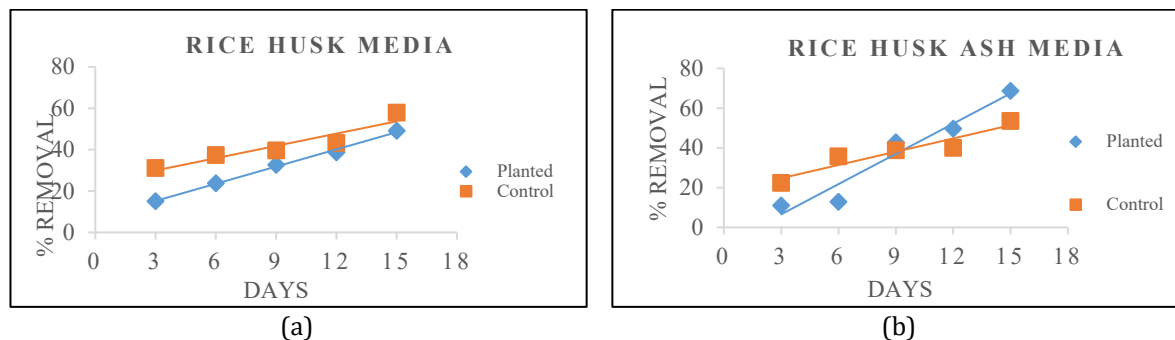 RICE HUSK MEDIA
80
60
40
20
0
% REMOVAL
0 3 6 9 12 15 18
DAYS
Planted
Control
(a)
RICE HUSK ASH MEDIA
80
60
40
20
0
% REMOVAL
0 3 6 9 12 15 18
DAYS
Planted
Control
(b)